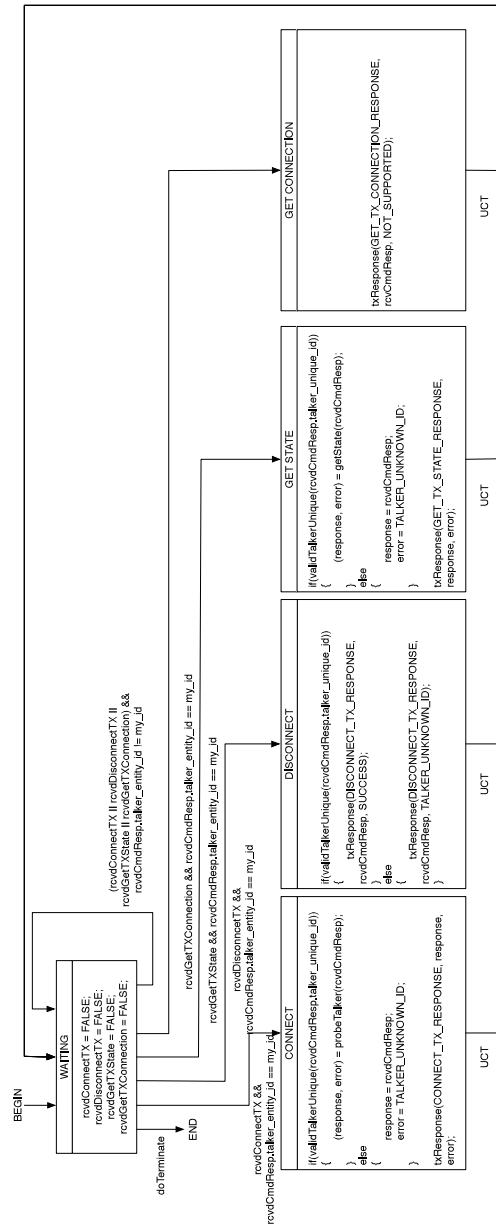 BEGIN
WAITING
rcvdConnectTX = FALSE;
rcvdDisconnectTX = FALSE;
rcvdGetTXState = FALSE;
rcvdGetTXConnection = FALSE;
(rcvdConnectTX || rcvdDisconnectTX ||
rcvdGetTXState || rcvdGetTXConnection) &&
rcvdCmdResp.talker_entity_id != my_id
doTerminate
END
rcvdGetTXConnection && rcvdCmdResp.talker_entity_id == my_id
rcvdGetTXState && rcvdCmdResp.talker_entity_id == my_id
rcvdDisconncetTX &&
rcvdCmdResp.talker_entity_id == my_id
rcvdConnectTX &&
rcvdCmdResp.talker_entity_id == my_id
CONNECT
if(validTalkerUnique(rcvdCmdResp.talker_unique_id))
{ (response, error) = probeTalker(rcvdCmdResp);
} else
{ response = rcvdCmdResp;
error = TALKER_UNKNOWN_ID;
}
txResponse(CONNECT_TX_RESPONSE, response,
error);
UCT
DISCONNECT
if(validTalkerUnique(rcvdCmdResp.talker_unique_id))
{ txResponse(DISCONNECT_TX_RESPONSE,
rcvdCmdResp, SUCCESS);
} else
{ txResponse(DISCONNECT_TX_RESPONSE,
rcvdCmdResp, TALKER_UNKNOWN_ID);
}
UCT
GET STATE
if(validTalkerUnique(rcvdCmdResp.talker_unique_id))
{ (response, error) = getState(rcvdCmdResp);
} else
{ response = rcvdCmdResp;
error = TALKER_UNKNOWN_ID;
}
txResponse(GET_TX_STATE_RESPONSE,
response, error);
UCT
GET CONNECTION
txResponse(GET_TX_CONNECTION_RESPONSE,
rcvCmdResp, NOT_SUPPORTED);
UCT